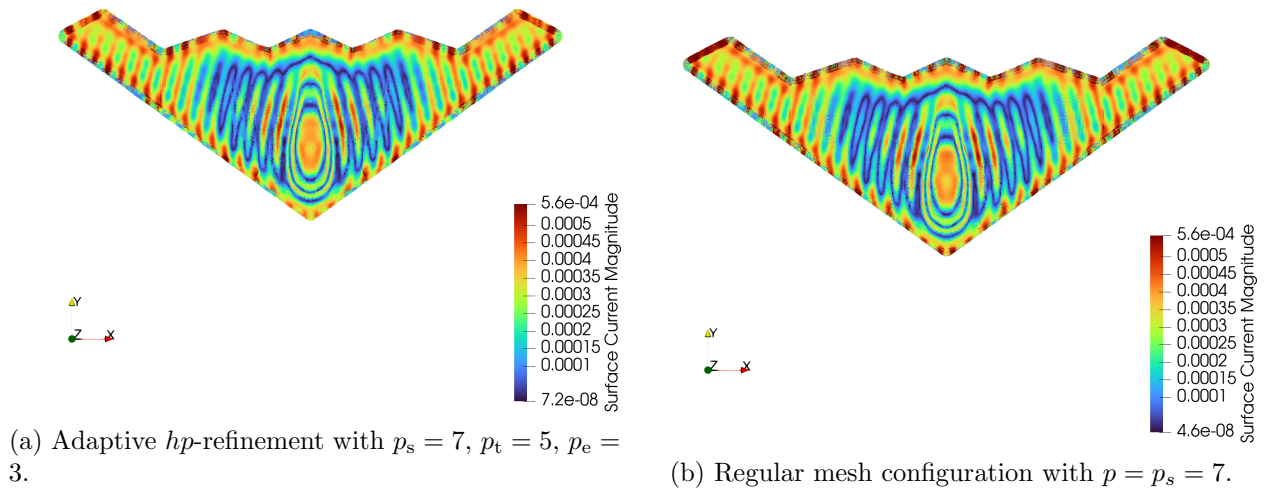 5.6e-04
0.0005
0.00045
0.0004
0.00035
0.0003
0.00025
0.0002
0.00015
0.0001
7.2e-08
Surface Current Magnitude
Y
Z
X
(a) Adaptive hp-refinement with pₛ = 7, pₜ = 5, pₑ =
3.
5.6e-04
0.0005
0.00045
0.0004
0.00035
0.0003
0.00025
0.0002
0.00015
0.0001
4.6e-08
Surface Current Magnitude
Y
Z
X
(b) Regular mesh configuration with p = pₛ = 7.